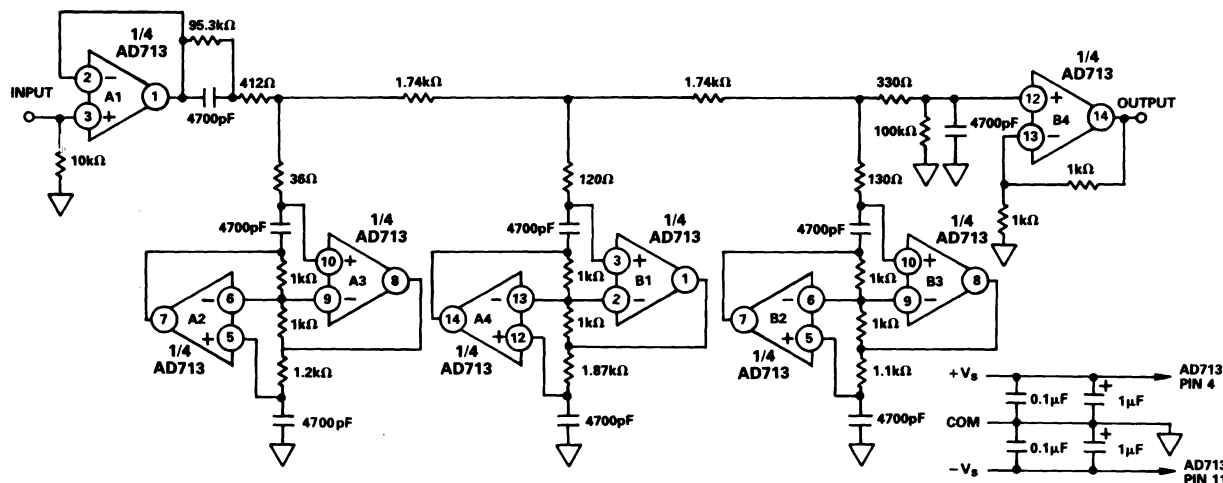 95.3kΩ
1/4
AD713
2
−
A1
1
3
+
INPUT
412Ω
4700pF
10kΩ
1.74kΩ
1.74kΩ
330Ω
100kΩ
4700pF
1/4
AD713
12
+
B4
14
OUTPUT
13
−
1kΩ
1kΩ
36Ω
4700pF
1/4
AD713
10
+
A3
8
9
−
1kΩ
1kΩ
7
A2
−
6
+
5
1/4
AD713
1.2kΩ
4700pF
120Ω
4700pF
1/4
AD713
3
+
B1
1
2
−
1kΩ
1kΩ
14
A4
−
13
+
12
1/4
AD713
1.87kΩ
4700pF
130Ω
4700pF
1/4
AD713
10
+
B3
8
9
−
1kΩ
1kΩ
7
B2
−
6
+
5
1/4
AD713
1.1kΩ
4700pF
+VS
AD713
PIN 4
0.1μF
+
1μF
COM
0.1μF
+
1μF
−VS
AD713
PIN 11